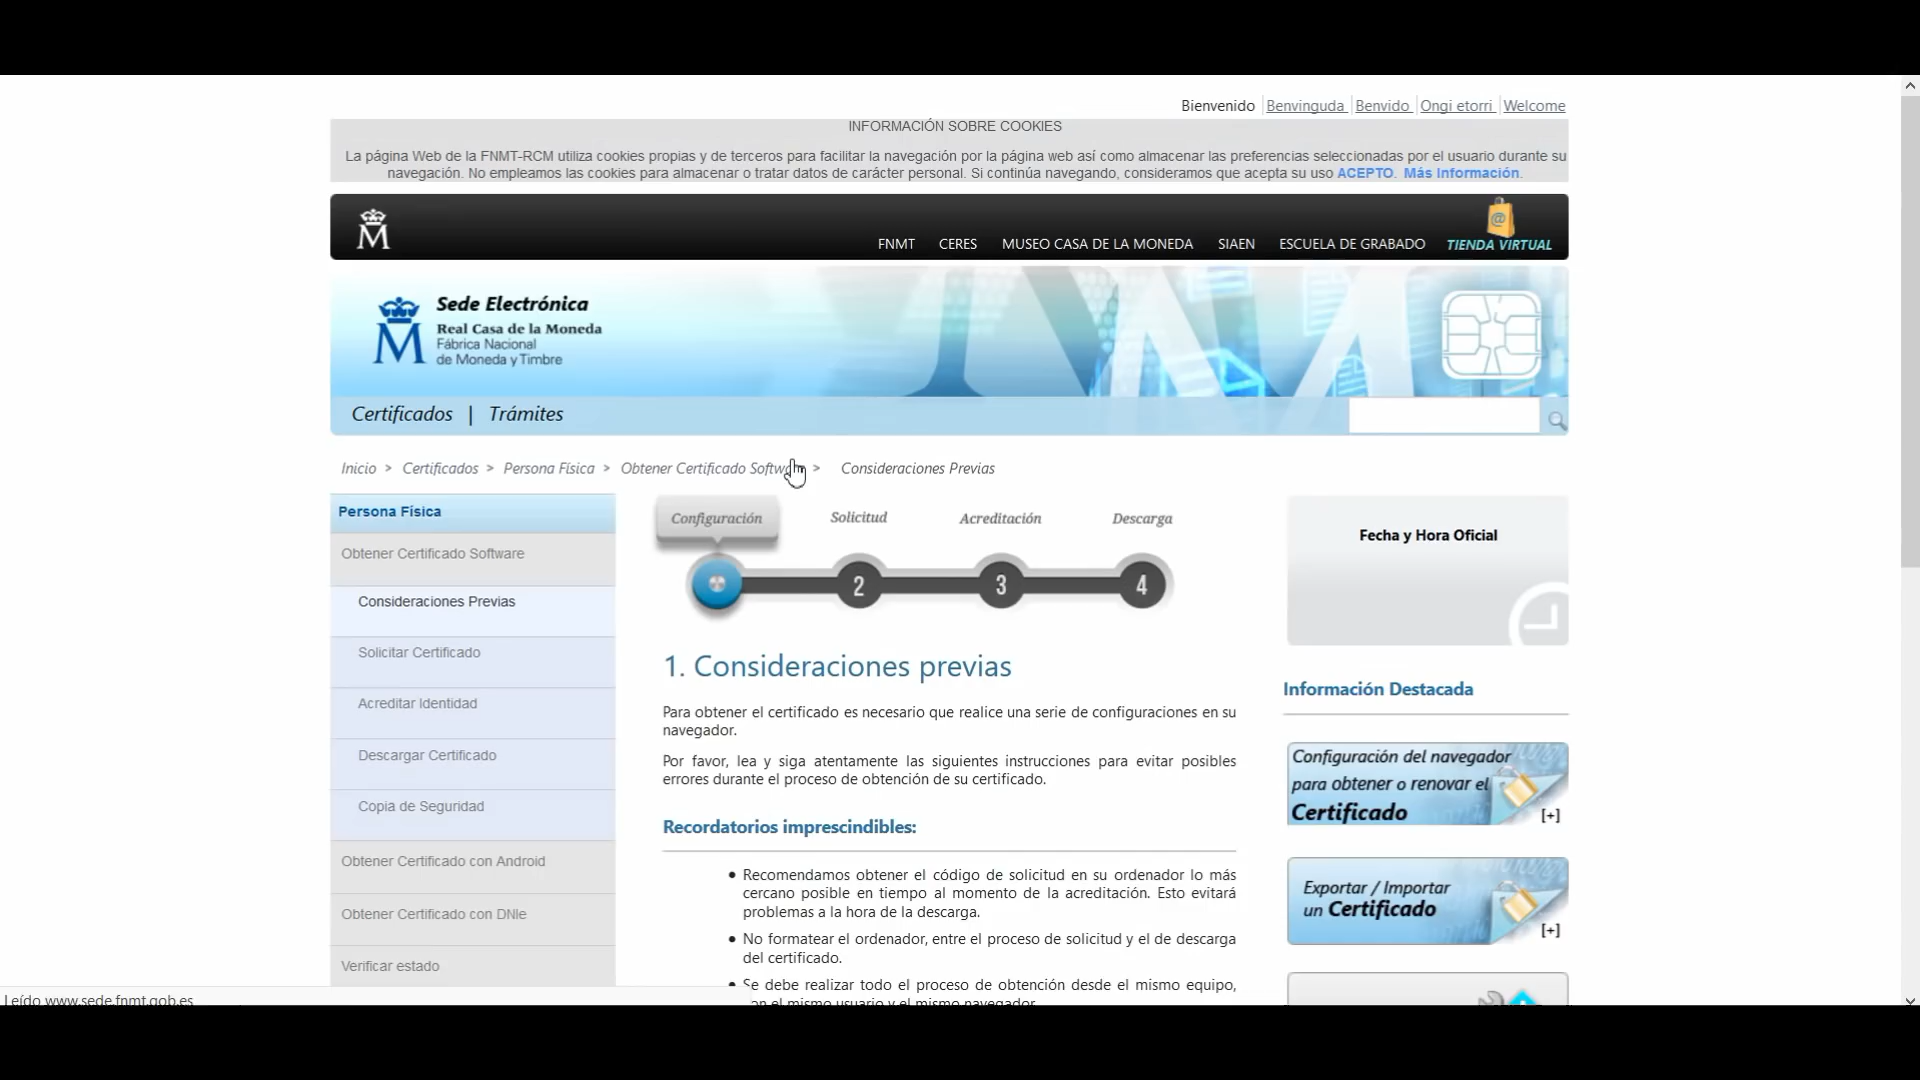 Bienvenido Benvinguda Benvido Ongi etorri Welcome
INFORMACIÓN SOBRE COOKIES
La página Web de la FNMT-RCM utiliza cookies propias y de terceros para facilitar la navegación por la página web así como almacenar las preferencias seleccionadas por el usuario durante su
navegación. No empleamos las cookies para almacenar o tratar datos de carácter personal. Si continúa navegando, consideramos que acepta su uso ACEPTO. Más Información.
FNMT CERES MUSEO CASA DE LA MONEDA SIAEN ESCUELA DE GRABADO TIENDA VIRTUAL
Sede Electrónica
Real Casa de la Moneda
Fábrica Nacional
de Moneda y Timbre
Certificados | Trámites
Inicio > Certificados > Persona Física > Obtener Certificado > Consideraciones Previas
Persona Física
Obtener Certificado Software
Consideraciones Previas
Solicitar Certificado
Acreditar Identidad
Descargar Certificado
Copia de Seguridad
Obtener Certificado con Android
Obtener Certificado con DNIe
Verificar estado
Configuración Solicitud Acreditación Descarga
2 3 4
1. Consideraciones previas
Para obtener el certificado es necesario que realice una serie de configuraciones en su
navegador.
Por favor, lea y siga atentamente las siguientes instrucciones para evitar posibles
errores durante el proceso de obtención de su certificado.
Recordatorios imprescindibles:
• Recomendamos obtener el código de solicitud en su ordenador lo más
cercano posible en tiempo al momento de la acreditación. Esto evitará
problemas a la hora de la descarga.
• No formatear el ordenador, entre el proceso de solicitud y el de descarga
del certificado.
• Se debe realizar todo el proceso de obtención desde el mismo equipo,
el mismo usuario y el mismo navegador
Fecha y Hora Oficial
Información Destacada
Configuración del navegador
para obtener o renovar el
Certificado
[+]
Exportar / Importar
un Certificado
[+]
Leído www.sede.fnmt.gob.es